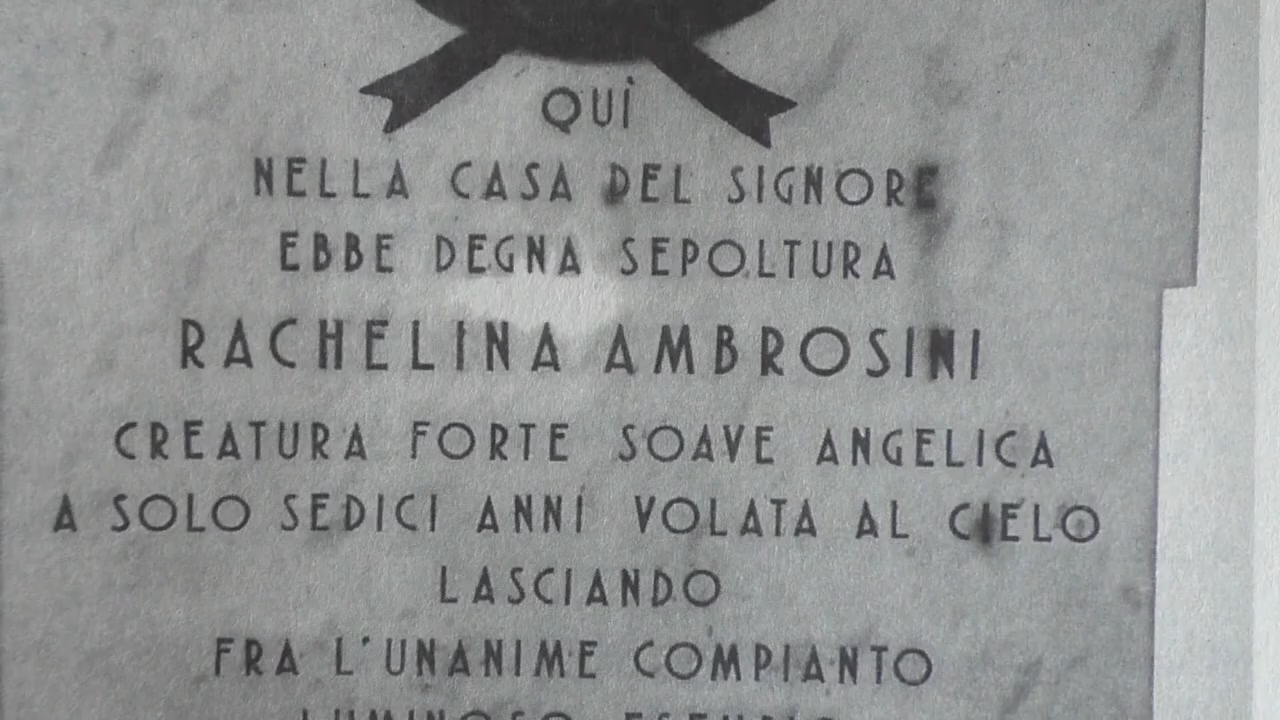 QUÌ
NELLA CASA DEL SIGNORE
EBBE DEGNA SEPOLTURA
RACHELINA AMBROSINI
CREATURA FORTE SOAVE ANGELICA
A SOLO SEDICI ANNI VOLATA AL CIELO
LASCIANDO
FRA L'UNANIME COMPIANTO